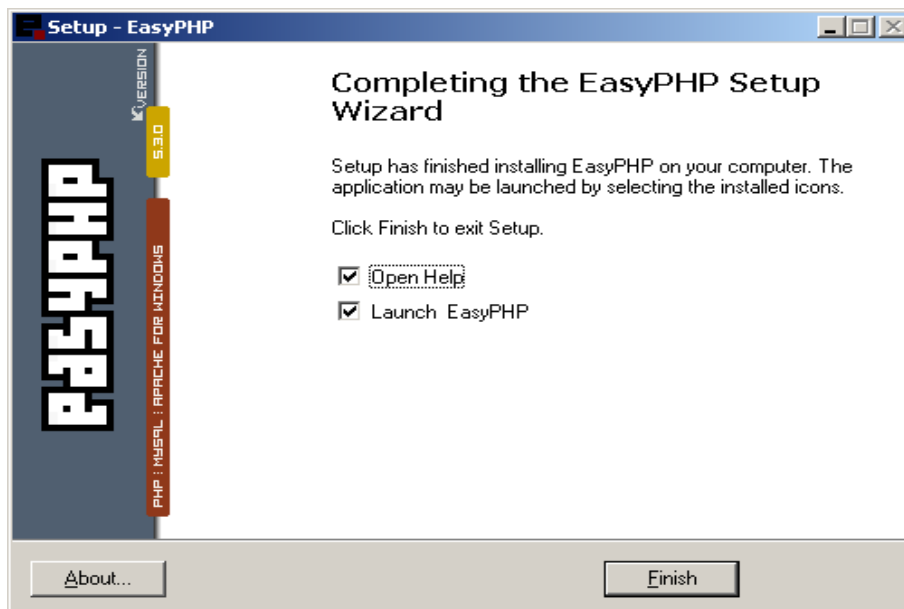 Setup - EasyPHP
VERSION
5.3.0
easyPHP
PHP : MYSQL : APACHE FOR WINDOWS
Completing the EasyPHP Setup
Wizard
Setup has finished installing EasyPHP on your computer. The
application may be launched by selecting the installed icons.
Click Finish to exit Setup.
Open Help
Launch EasyPHP
About...
Finish